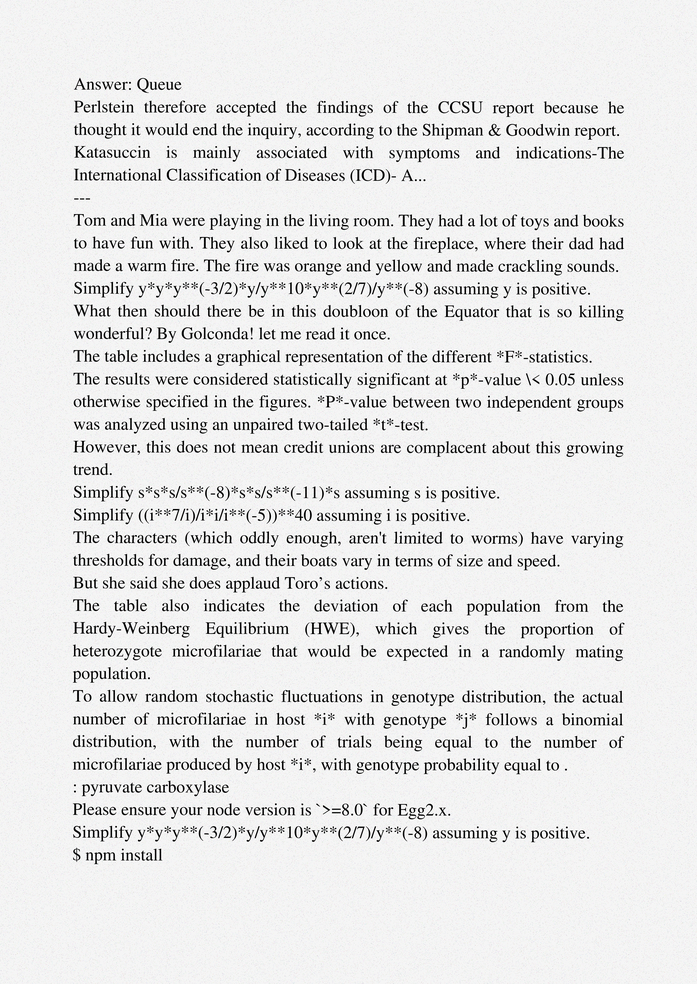 Answer: Queue
Perlstein therefore accepted the findings of the CCSU report because he
thought it would end the inquiry, according to the Shipman & Goodwin report.
Katasuccin is mainly associated with symptoms and indications-The
International Classification of Diseases (ICD)- A...
---
Tom and Mia were playing in the living room. They had a lot of toys and books
to have fun with. They also liked to look at the fireplace, where their dad had
made a warm fire. The fire was orange and yellow and made crackling sounds.
Simplify y*y*y**(-3/2)*y/y**10*y**(2/7)/y**(-8) assuming y is positive.
What then should there be in this doubloon of the Equator that is so killing
wonderful? By Golconda! let me read it once.
The table includes a graphical representation of the different *F*-statistics.
The results were considered statistically significant at *p*-value \< 0.05 unless
otherwise specified in the figures. *P*-value between two independent groups
was analyzed using an unpaired two-tailed *t*-test.
However, this does not mean credit unions are complacent about this growing
trend.
Simplify s*s*s/s**(-8)*s*s/s**(-11)*s assuming s is positive.
Simplify ((i**7/i)/i*i/i**(-5))**40 assuming i is positive.
The characters (which oddly enough, aren't limited to worms) have varying
thresholds for damage, and their boats vary in terms of size and speed.
But she said she does applaud Toro’s actions.
The table also indicates the deviation of each population from the
Hardy-Weinberg Equilibrium (HWE), which gives the proportion of
heterozygote microfilariae that would be expected in a randomly mating
population.
To allow random stochastic fluctuations in genotype distribution, the actual
number of microfilariae in host *i* with genotype *j* follows a binomial
distribution, with the number of trials being equal to the number of
microfilariae produced by host *i*, with genotype probability equal to .
: pyruvate carboxylase
Please ensure your node version is `>=8.0` for Egg2.x.
Simplify y*y*y**(-3/2)*y/y**10*y**(2/7)/y**(-8) assuming y is positive.
$ npm install